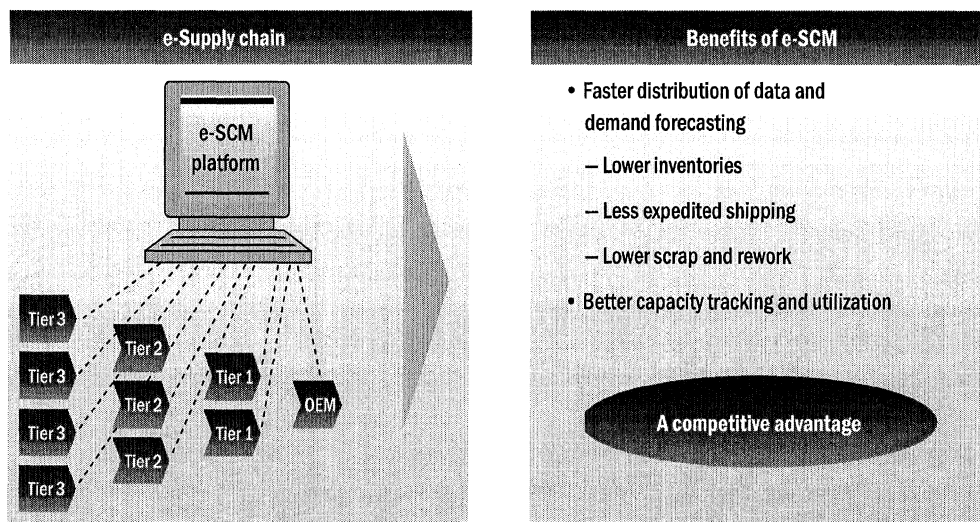 e-Supply chain
e-SCM
platform
Tier 3
Tier 3
Tier 3
Tier 3
Tier 2
Tier 2
Tier 2
Tier 1
Tier 1
OEM
Benefits of e-SCM
• Faster distribution of data and
demand forecasting
– Lower inventories
– Less expedited shipping
– Lower scrap and rework
• Better capacity tracking and utilization
A competitive advantage